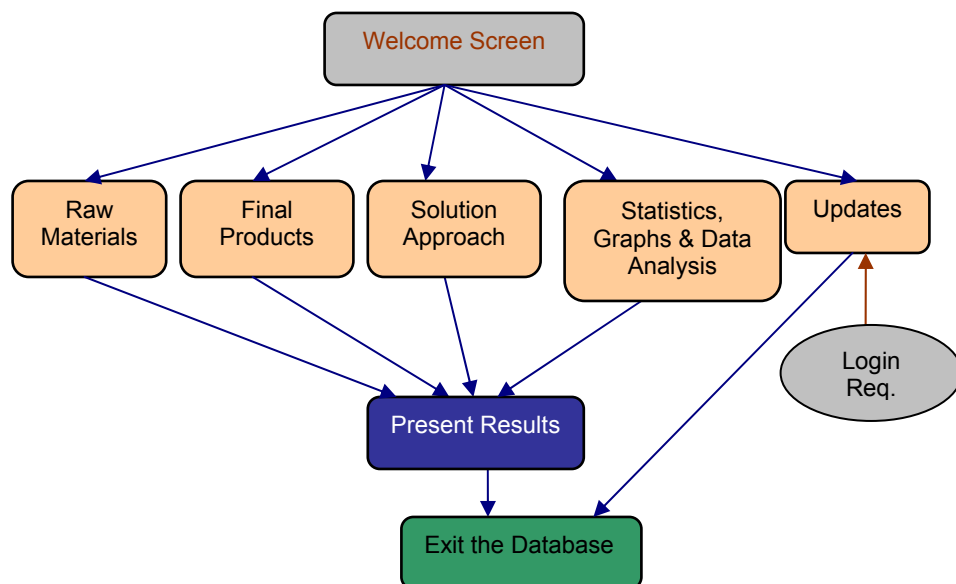 Welcome Screen
Raw
Materials
Final
Products
Solution
Approach
Statistics,
Graphs & Data
Analysis
Updates
Login
Req.
Present Results
Exit the Database